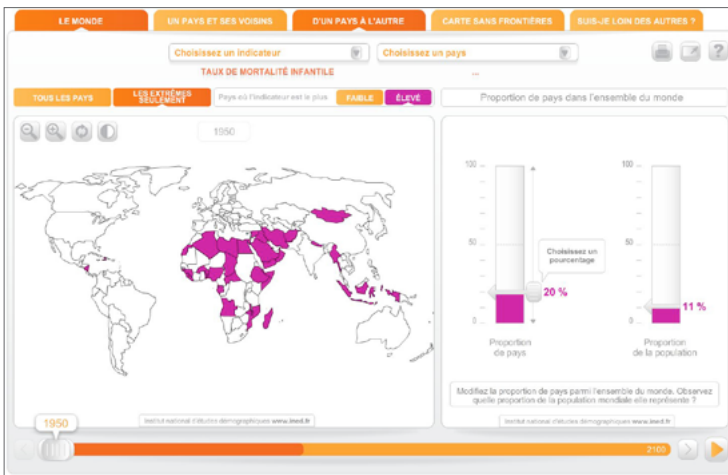 LE MONDE
UN PAYS ET SES VOISINS
D'UN PAYS À L'AUTRE
CARTE SANS FRONTIÈRES
SUIS-JE LOIN DES AUTRES ?
Choisissez un indicateur
Choisissez un pays
?
TAUX DE MORTALITÉ INFANTILE
...
TOUS LES PAYS
LES EXTRÊMES
SEULEMENT
Pays où l'indicateur est le plus
FAIBLE
ÉLEVÉ
Proportion de pays dans l'ensemble du monde
1950
100
50
0
Choisissez un
pourcentage
20 %
Proportion
de pays
100
50
0
11 %
Proportion
de la population
Modifiez la proportion de pays parmi l'ensemble du monde. Observez
quelle proportion de la population mondiale elle représente ?
Institut national d'études démographiques www.ined.fr
Institut national d'études démographiques www.ined.fr
1950
2100